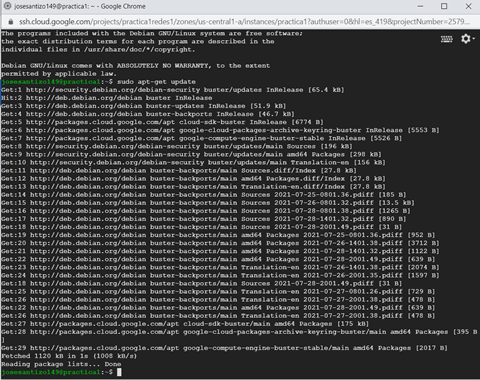 josesantizo149@practica1: ~ - Google Chrome
ssh.cloud.google.com/projects/practica1redes1/zones/us-central1-a/instances/practica1?authuser=0&hl=es_419&projectNumber=2579...
The programs included with the Debian GNU/Linux system are free software;
the exact distribution terms for each program are described in the
individual files in /usr/share/doc/*/copyright.
Debian GNU/Linux comes with ABSOLUTELY NO WARRANTY, to the extent
permitted by applicable law.
josesantizo149@practica1:~$ sudo apt-get update
Get:1 http://security.debian.org/debian-security buster/updates InRelease [65.4 kB]
Hit:2 http://deb.debian.org/debian buster InRelease
Get:3 http://deb.debian.org/debian buster-updates InRelease [51.9 kB]
Get:4 http://deb.debian.org/debian buster-backports InRelease [46.7 kB]
Get:5 http://packages.cloud.google.com/apt cloud-sdk-buster InRelease [6774 B]
Get:6 http://packages.cloud.google.com/apt google-cloud-packages-archive-keyring-buster InRelease [5553 B]
Get:7 http://packages.cloud.google.com/apt google-compute-engine-buster-stable InRelease [5526 B]
Get:8 http://security.debian.org/debian-security buster/updates/main Sources [196 kB]
Get:9 http://security.debian.org/debian-security buster/updates/main amd64 Packages [298 kB]
Get:10 http://security.debian.org/debian-security buster/updates/main Translation-en [156 kB]
Get:11 http://deb.debian.org/debian buster-backports/main Sources.diff/Index [27.8 kB]
Get:12 http://deb.debian.org/debian buster-backports/main amd64 Packages.diff/Index [27.8 kB]
Get:13 http://deb.debian.org/debian buster-backports/main Translation-en.diff/Index [27.8 kB]
Get:14 http://deb.debian.org/debian buster-backports/main Sources 2021-07-25-0801.36.pdiff [185 B]
Get:15 http://deb.debian.org/debian buster-backports/main Sources 2021-07-26-0801.32.pdiff [13.5 kB]
Get:16 http://deb.debian.org/debian buster-backports/main Sources 2021-07-28-0801.38.pdiff [1265 B]
Get:17 http://deb.debian.org/debian buster-backports/main Sources 2021-07-28-1401.32.pdiff [890 B]
Get:18 http://deb.debian.org/debian buster-backports/main Sources 2021-07-28-2001.49.pdiff [31 B]
Get:19 http://deb.debian.org/debian buster-backports/main amd64 Packages 2021-07-25-0801.36.pdiff [952 B]
Get:20 http://deb.debian.org/debian buster-backports/main amd64 Packages 2021-07-26-1401.38.pdiff [3712 B]
Get:21 http://deb.debian.org/debian buster-backports/main amd64 Packages 2021-07-28-1401.32.pdiff [1122 B]
Get:22 http://deb.debian.org/debian buster-backports/main amd64 Packages 2021-07-28-2001.49.pdiff [639 B]
Get:23 http://deb.debian.org/debian buster-backports/main Translation-en 2021-07-26-1401.38.pdiff [2074 B]
Get:24 http://deb.debian.org/debian buster-backports/main Translation-en 2021-07-26-2001.35.pdiff [1597 B]
Get:18 http://deb.debian.org/debian buster-backports/main Sources 2021-07-28-2001.49.pdiff [31 B]
Get:25 http://deb.debian.org/debian buster-backports/main Translation-en 2021-07-27-0801.26.pdiff [729 B]
Get:26 http://deb.debian.org/debian buster-backports/main Translation-en 2021-07-28-2001.38.pdiff [478 B]
Get:22 http://deb.debian.org/debian buster-backports/main amd64 Packages 2021-07-28-2001.49.pdiff [639 B]
Get:26 http://deb.debian.org/debian buster-backports/main Translation-en 2021-07-28-2001.38.pdiff [478 B]
Get:27 http://packages.cloud.google.com/apt cloud-sdk-buster/main amd64 Packages [175 kB]
Get:28 http://packages.cloud.google.com/apt google-cloud-packages-archive-keyring-buster/main amd64 Packages [395 B
]
Get:29 http://packages.cloud.google.com/apt google-compute-engine-buster-stable/main amd64 Packages [2017 B]
Fetched 1120 kB in 1s (1008 kB/s)
Reading package lists... Done
josesantizo149@practica1:~$